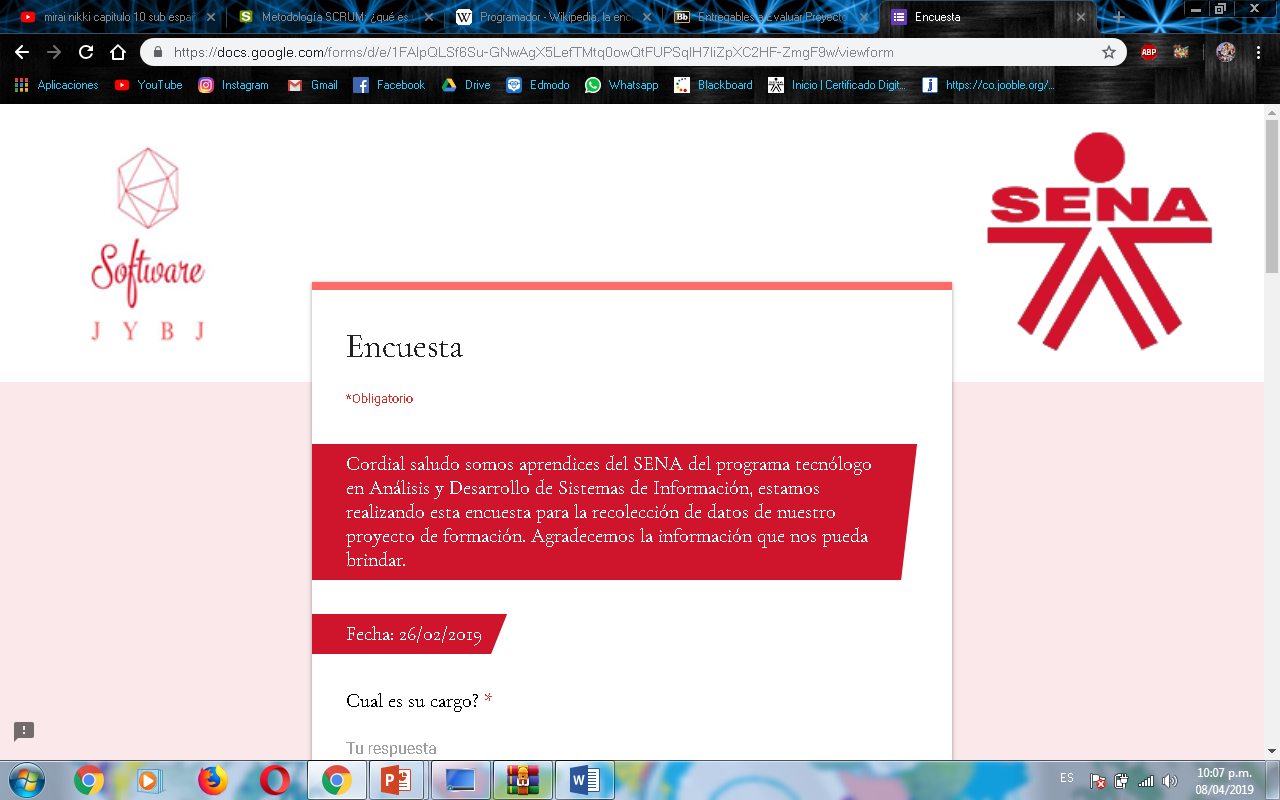 mirai nikki capitulo 10 sub españ
Metodología SCRUM: ¿qué es
Programador - Wikipedia, la enc
Entregables a Evaluar Proyecto
Encuesta
https://docs.google.com/forms/d/e/1FAIpQLSf6Su-GNwAgX5LefTMtq0owQtFUPSqlH7IiZpXC2HF-ZmgF9w/viewform
ABP
Aplicaciones
YouTube
Instagram
Gmail
Facebook
Drive
Edmodo
Whatsapp
Blackboard
Inicio | Certificado Digit...
https://co.jooble.org/...
Software
J Y B J
SENA
Encuesta
*Obligatorio
Cordial saludo somos aprendices del SENA del programa tecnólogo
en Análisis y Desarrollo de Sistemas de Información, estamos
realizando esta encuesta para la recolección de datos de nuestro
proyecto de formación. Agradecemos la información que nos pueda
brindar.
Fecha: 26/02/2019
Cual es su cargo? *
Tu respuesta
ES
10:07 p.m.
08/04/2019